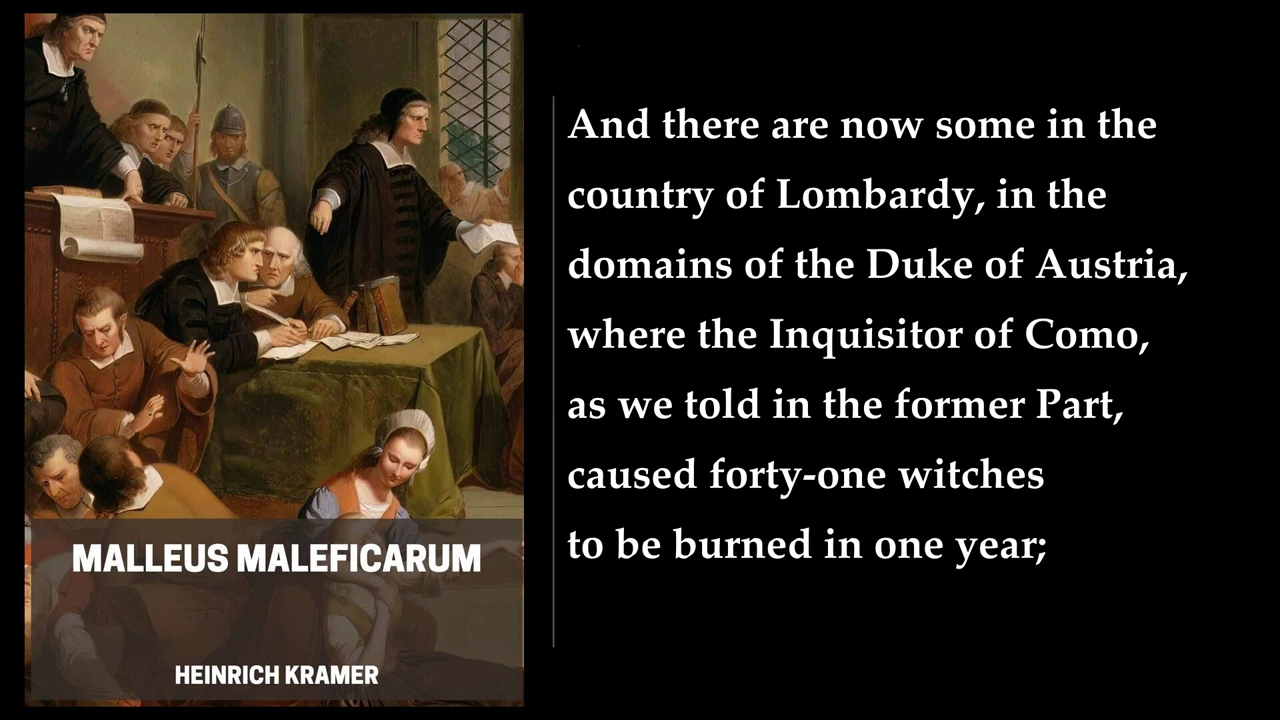 MALLEUS MALEFICARUM
HEINRICH KRAMER
And there are now some in the
country of Lombardy, in the
domains of the Duke of Austria,
where the Inquisitor of Como,
as we told in the former Part,
caused forty-one witches
to be burned in one year;